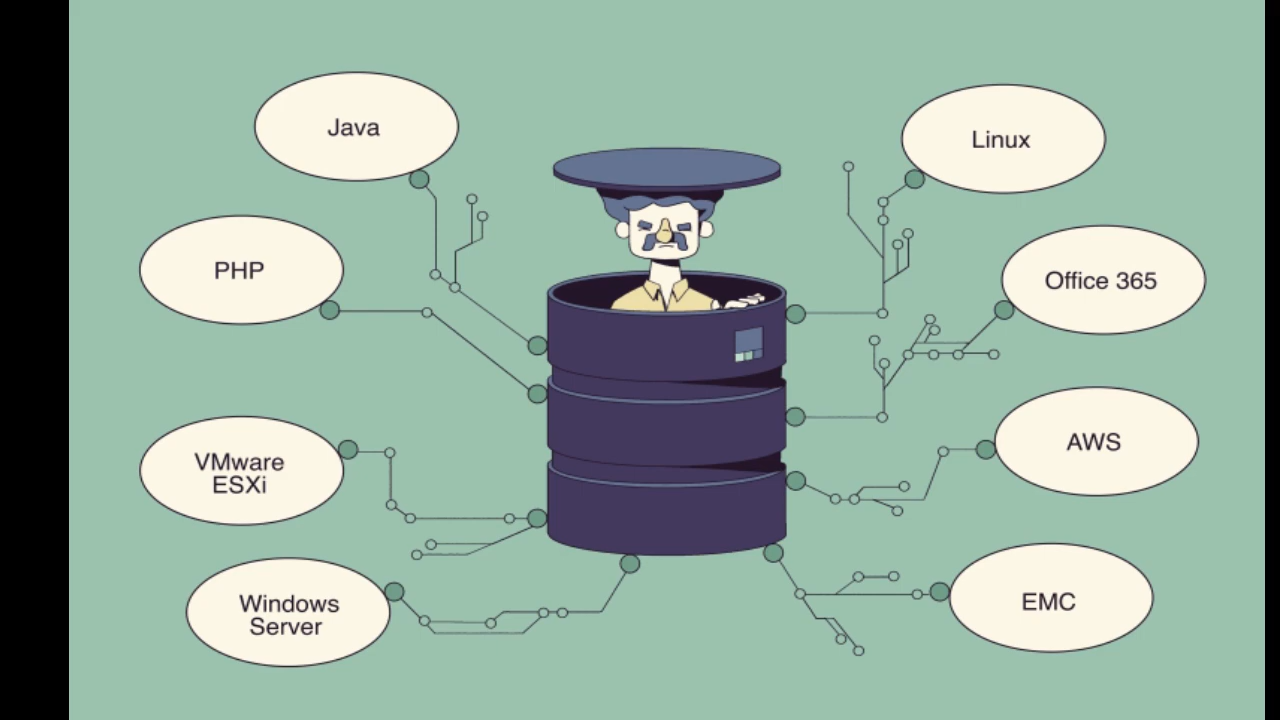 Java
Linux
PHP
Office 365
VMware
ESXi
AWS
Windows
Server
EMC